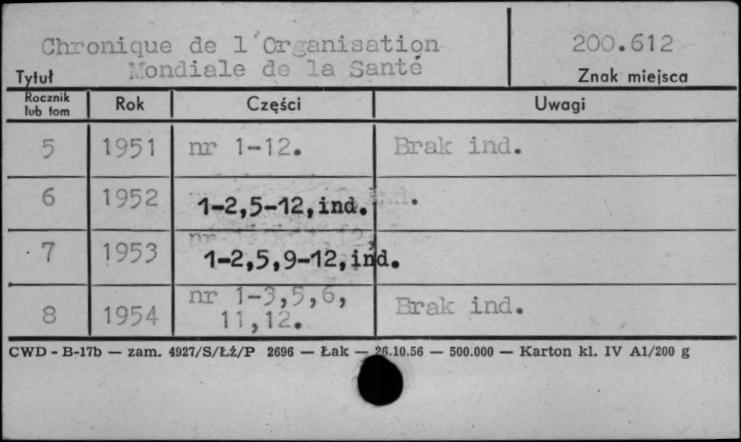 Chronique de l'Organisation 200.612
Mondiale de la Santé
Tytuł Znak miejsca
Rocznik lub tom Rok Części Uwagi
5 1951 nr 1-12. Brak ind.
6 1952 1-2,5-12,ind. .
7 1953 1-2,5,9-12,ind.
8 1954 nr 1-3,5,6, Brak ind.
11,12.
CWD - B-17b — zam. 4927/S/Łź/P 2696 — Łak — 26.10.56 — 500.000 — Karton kl. IV A1/200 g